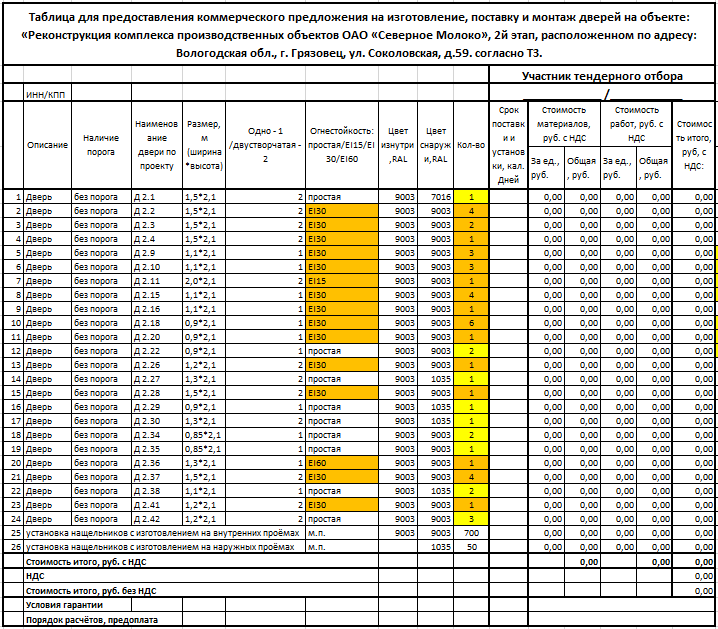 Таблица для предоставления коммерческого предложения на изготовление, поставку и монтаж дверей на объекте:
«Реконструкция комплекса производственных объектов ОАО «Северное Молоко», 2й этап, расположенном по адресу:
Вологодская обл., г. Грязовец, ул. Соколовская, д.59. согласно ТЗ.
Участник тендерного отбора
ИНН/КПП ____________ /____________
Описание Наличие порога Наименование двери по проекту Размер, м (ширина*высота) Одно - 1 /двустворчатая - 2 Огнестойкость: простая/EI15/EI30/EI60 Цвет изнутри,RAL Цвет снаружи,RAL Кол-во Срок поставки и установки, кал. Дней Стоимость материалов, руб. с НДС Стоимость работ, руб. с НДС Стоимость итого, руб, с НДС:
За ед., руб. Общая, руб. За ед., руб. Общая, руб.
1 Дверь без порога Д 2.1 1,5*2,1 2 простая 9003 7016 1 0,00 0,00 0,00 0,00 0,00
2 Дверь без порога Д 2.2 1,5*2,1 2 EI30 9003 9003 4 0,00 0,00 0,00 0,00 0,00
3 Дверь без порога Д 2.3 1,5*2,1 2 EI30 9003 9003 2 0,00 0,00 0,00 0,00 0,00
4 Дверь без порога Д 2.4 1,5*2,1 2 EI30 9003 9003 1 0,00 0,00 0,00 0,00 0,00
5 Дверь без порога Д 2.9 1,1*2,1 1 EI30 9003 9003 3 0,00 0,00 0,00 0,00 0,00
6 Дверь без порога Д 2.10 1,1*2,1 1 EI30 9003 9003 3 0,00 0,00 0,00 0,00 0,00
7 Дверь без порога Д 2.11 2,0*2,1 2 EI15 9003 9003 1 0,00 0,00 0,00 0,00 0,00
8 Дверь без порога Д 2.15 1,1*2,1 2 EI30 9003 9003 4 0,00 0,00 0,00 0,00 0,00
9 Дверь без порога Д 2.16 1,1*2,1 1 EI30 9003 9003 1 0,00 0,00 0,00 0,00 0,00
10 Дверь без порога Д 2.18 0,9*2,1 1 EI30 9003 9003 6 0,00 0,00 0,00 0,00 0,00
11 Дверь без порога Д 2.20 0,9*2,1 1 EI30 9003 9003 1 0,00 0,00 0,00 0,00 0,00
12 Дверь без порога Д 2.22 0,9*2,1 1 простая 9003 9003 2 0,00 0,00 0,00 0,00 0,00
13 Дверь без порога Д 2.26 1,2*2,1 2 EI30 9003 9003 1 0,00 0,00 0,00 0,00 0,00
14 Дверь без порога Д 2.27 1,3*2,1 2 простая 9003 1035 1 0,00 0,00 0,00 0,00 0,00
15 Дверь без порога Д 2.28 1,5*2,1 2 EI30 9003 9003 1 0,00 0,00 0,00 0,00 0,00
16 Дверь без порога Д 2.29 0,9*2,1 1 простая 9003 1035 1 0,00 0,00 0,00 0,00 0,00
17 Дверь без порога Д 2.30 1,3*2,1 2 простая 9003 1035 1 0,00 0,00 0,00 0,00 0,00
18 Дверь без порога Д 2.34 0,85*2,1 1 простая 9003 9003 2 0,00 0,00 0,00 0,00 0,00
19 Дверь без порога Д 2.35 0,85*2,1 1 простая 9003 9003 1 0,00 0,00 0,00 0,00 0,00
20 Дверь без порога Д 2.36 1,3*2,1 1 EI60 9003 9003 1 0,00 0,00 0,00 0,00 0,00
21 Дверь без порога Д 2.37 1,5*2,1 2 EI30 9003 9003 4 0,00 0,00 0,00 0,00 0,00
22 Дверь без порога Д 2.38 1,1*2,1 1 простая 9003 1035 2 0,00 0,00 0,00 0,00 0,00
23 Дверь без порога Д 2.41 1,2*2,1 2 EI30 9003 9003 1 0,00 0,00 0,00 0,00 0,00
24 Дверь без порога Д 2.42 1,2*2,1 2 простая 9003 9003 3 0,00 0,00 0,00 0,00 0,00
25 установка нащельников с изготовлением на внутренних проёмах м.п. 9003 9003 700 0,00 0,00 0,00 0,00 0,00
26 установка нащельников с изготовлением на наружных проёмах м.п. 1035 50 0,00 0,00 0,00 0,00 0,00
Стоимость итого, руб. с НДС 0,00 0,00 0,00
НДС 0,00
Стоимость итого, руб. без НДС 0,00
Условия гарантии
Порядок расчётов, предоплата